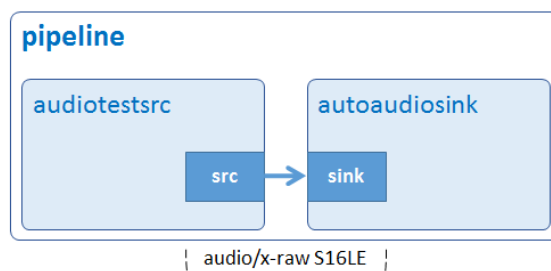 pipeline
audiotestsrc
autoaudiosink
src
sink
audio/x-raw S16LE